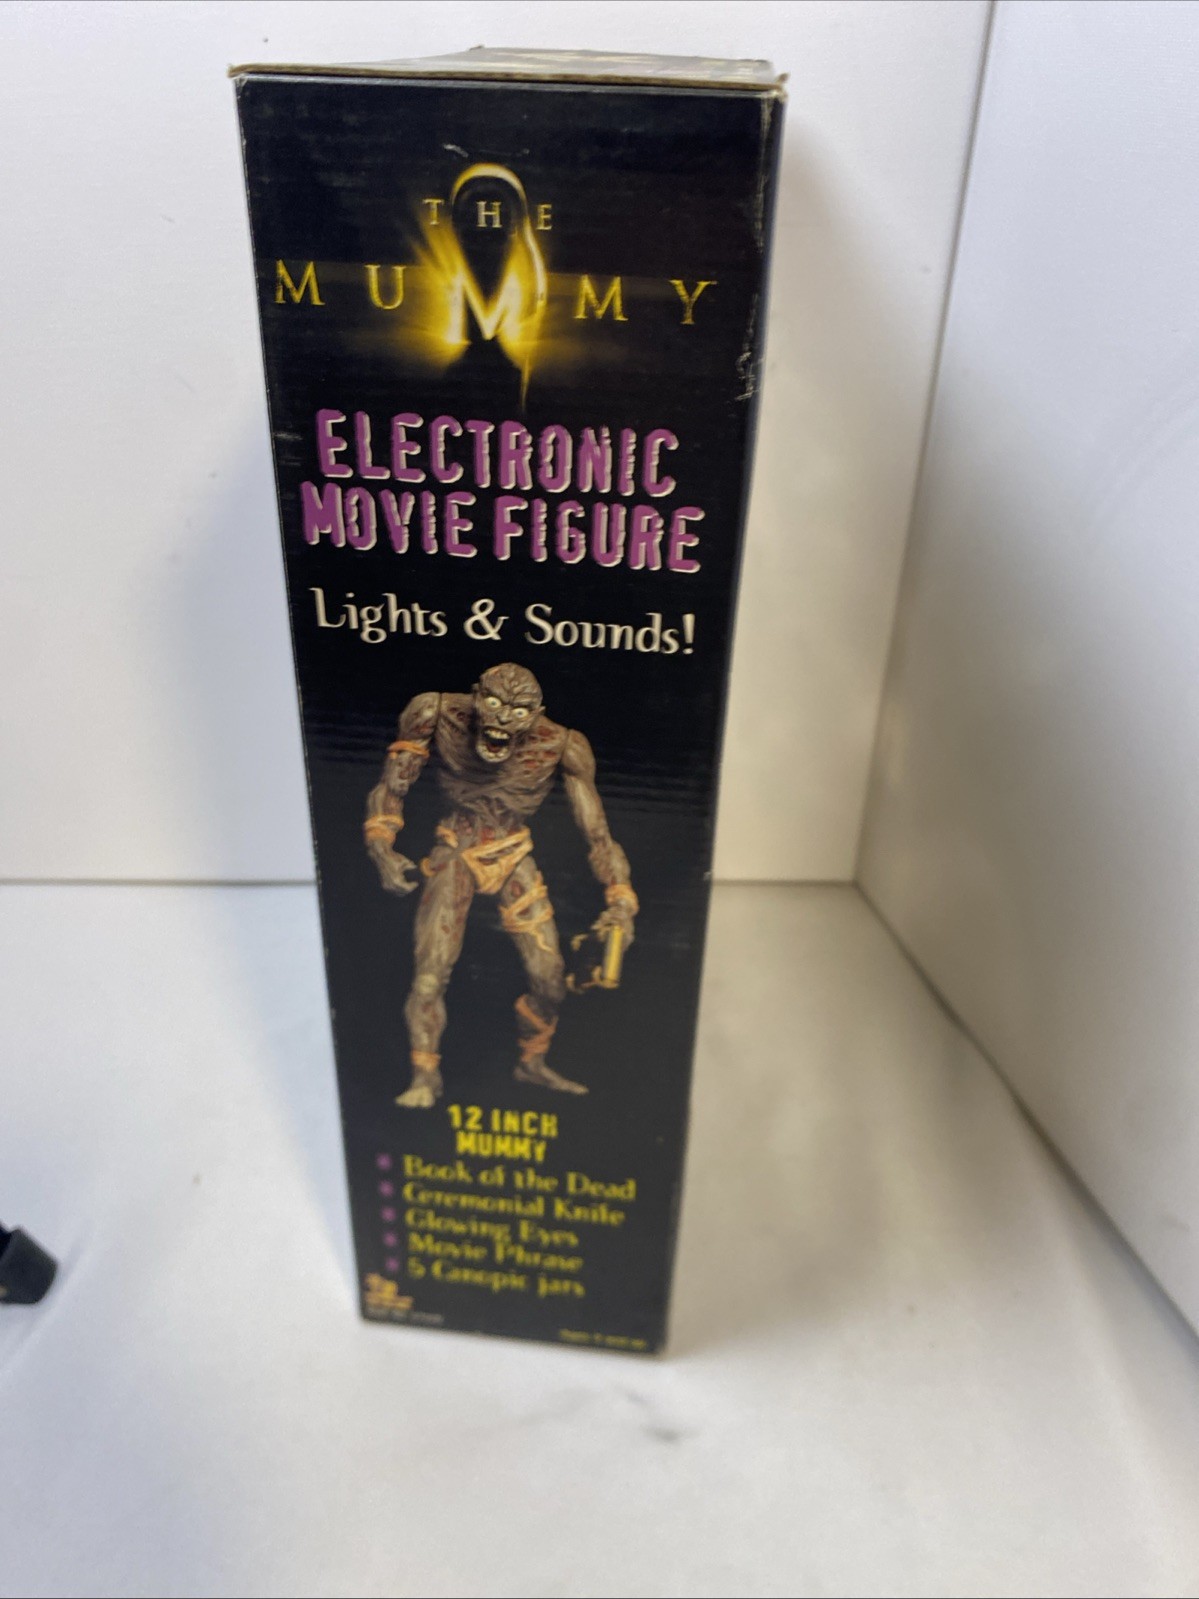 THE
MUMMY
ELECTRONIC
MOVIE FIGURE
Lights & Sounds!
12 INCH
MUMMY
Book of the Dead
Ceremonial Knife
Glowing Eyes
Movie Phrase
5 Canopic Jars